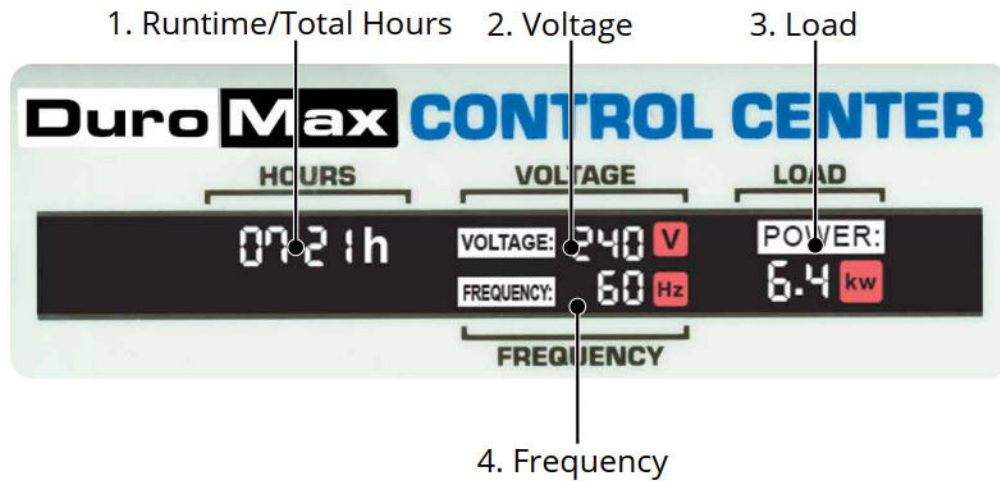 1. Runtime/Total Hours 2. Voltage 3. Load
DuroMax CONTROL CENTER
HOURS VOLTAGE LOAD
0721h VOLTAGE: 240 V POWER:
FREQUENCY: 60 Hz 6.4 kw
FREQUENCY
4. Frequency